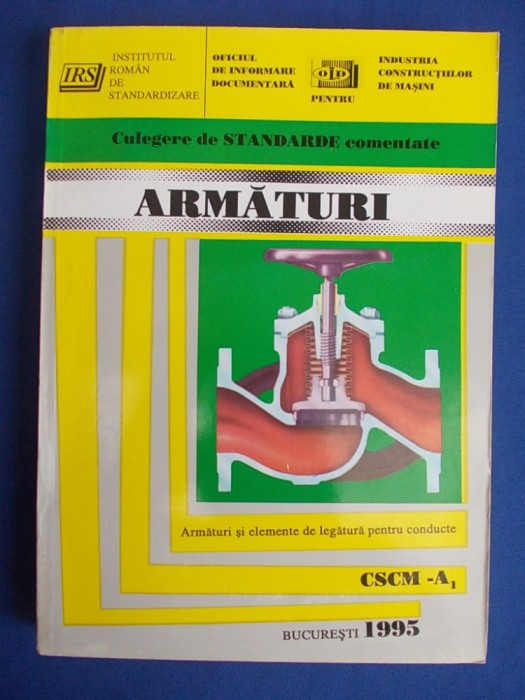 IRS
INSTITUTUL
ROMÂN
DE
STANDARDIZARE
OFICIUL
DE INFORMARE
DOCUMENTARĂ
OID
PENTRU
INDUSTRIA
CONSTRUCȚIILOR
DE MAȘINI
Culegere de STANDARDE comentate
ARMĂTURI
Armături și elemente de legătură pentru conducte
CSCM -A₁
BUCUREȘTI 1995